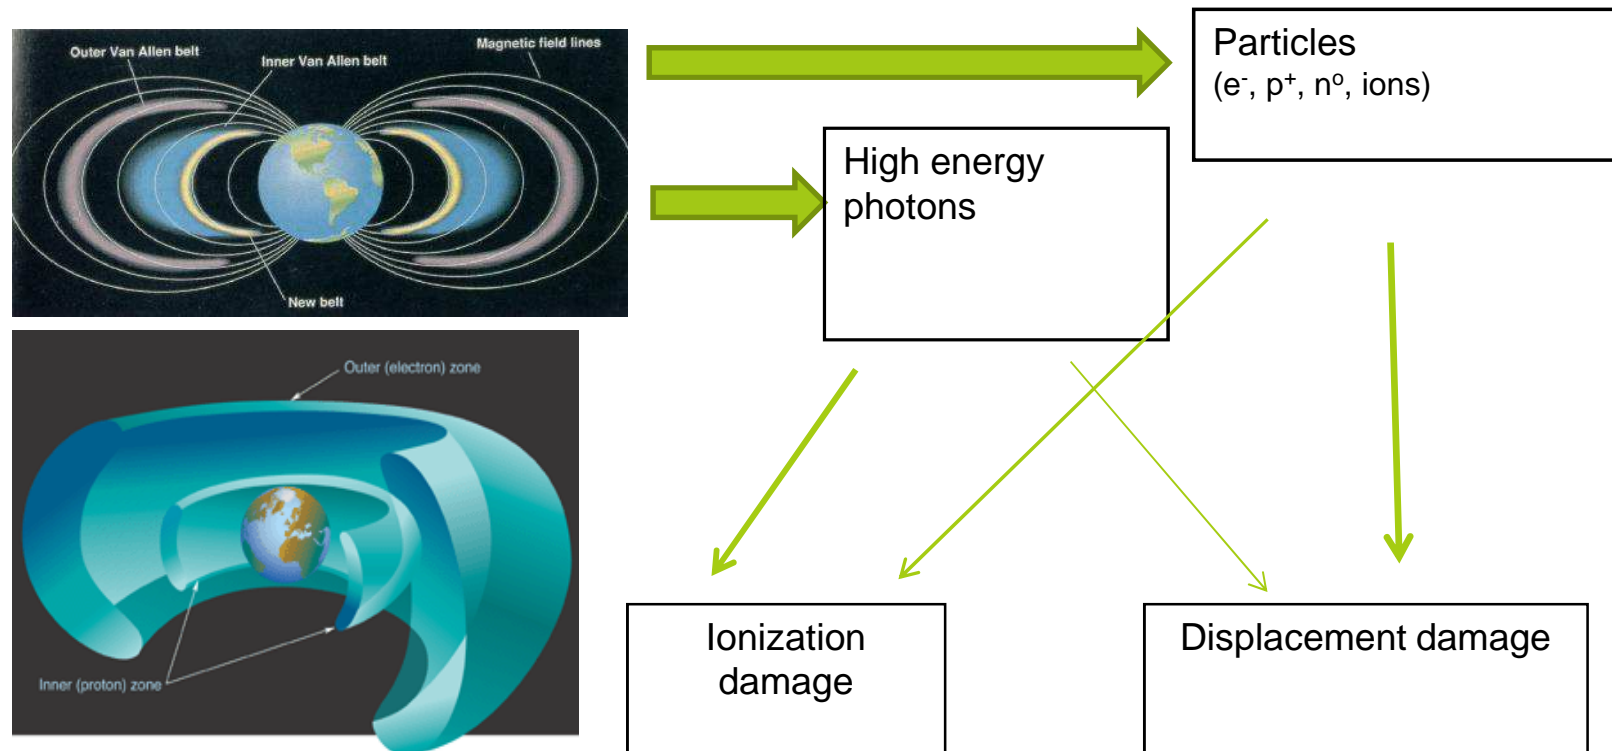 Outer Van Allen belt
Inner Van Allen belt
Magnetic field lines
New belt
Outer (electron) zone
Inner (proton) zone
Particles
(e⁻, p⁺, nº, ions)
High energy
photons
Ionization
damage
Displacement damage